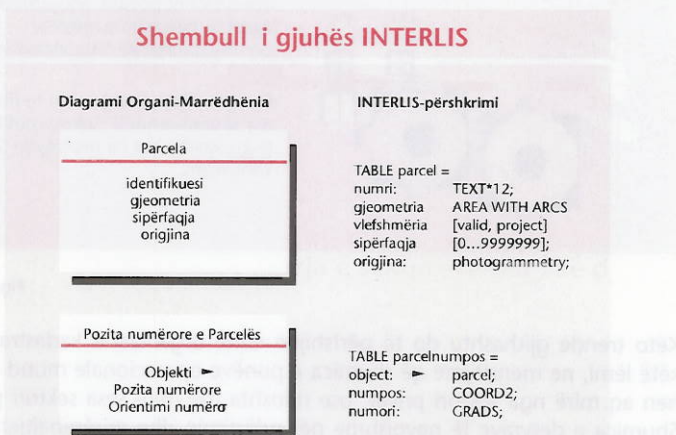 Shembull i gjuhës INTERLIS
Diagrami Organi-Marrëdhënia
INTERLIS-përshkrimi
Parcela
identifikuesi
gjeometria
sipërfaqja
origjina
TABLE parcel =
numri: TEXT*12;
gjeometria AREA WITH ARCS
vlefshmëria [valid, project]
sipërfaqja [0...9999999];
origjina: photogrammetry;
Pozita numërore e Parcelës
Objekti ►
Pozita numërore
Orientimi numëror
TABLE parcelnumpos =
object: ► parcel;
numpos: COORD2;
numori: GRADS;